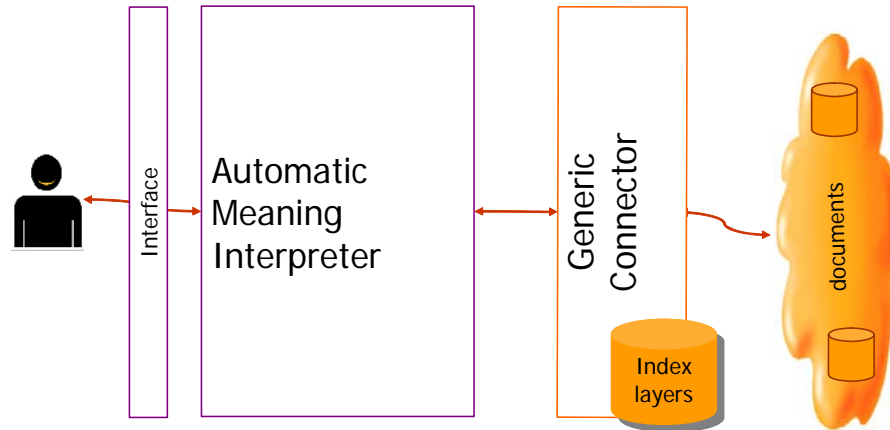 Interface
Automatic
Meaning
Interpreter
Generic
Connector
Index
layers
documents